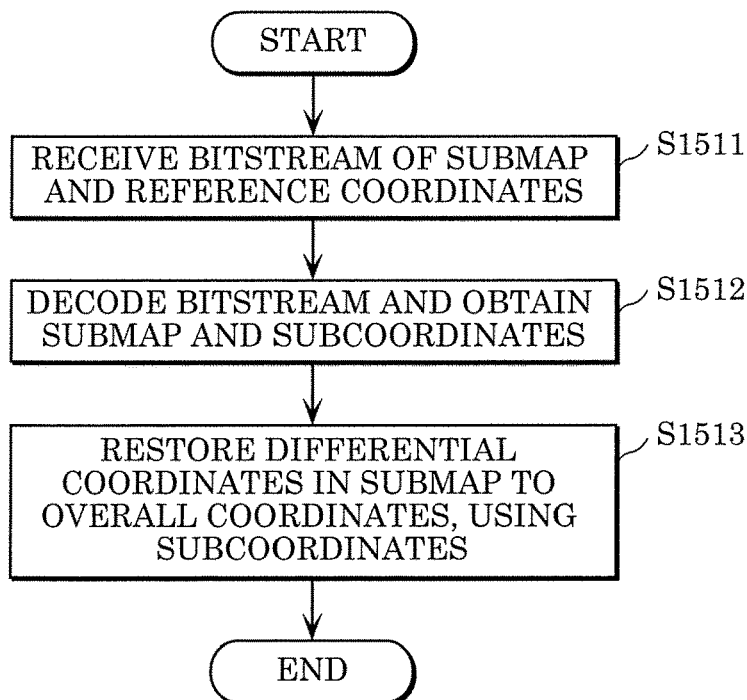 START
RECEIVE BITSTREAM OF SUBMAP
AND REFERENCE COORDINATES
S1511
DECODE BITSTREAM AND OBTAIN
SUBMAP AND SUBCOORDINATES
S1512
RESTORE DIFFERENTIAL
COORDINATES IN SUBMAP TO
OVERALL COORDINATES, USING
SUBCOORDINATES
S1513
END